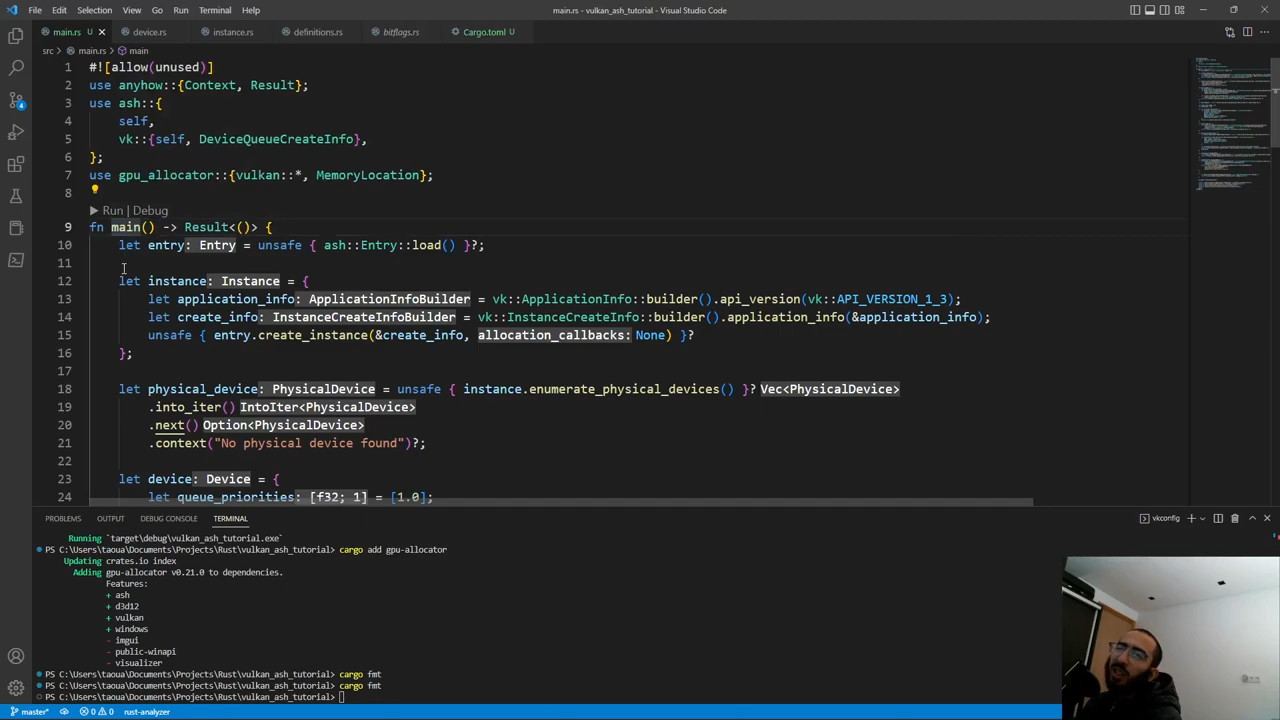 File Edit Selection View Go Run Terminal Help
main.rs - vulkan_ash_tutorial - Visual Studio Code
main.rs U device.rs instance.rs definitions.rs bitflags.rs Cargo.toml U
src > main.rs > main
1 #![allow(unused)]
2 use anyhow::{Context, Result};
3 use ash::{
4 self,
5 vk::{self, DeviceQueueCreateInfo},
6 };
7 use gpu_allocator::{vulkan::*, MemoryLocation};
8
Run | Debug
9 fn main() -> Result<()> {
10 let entry: Entry = unsafe { ash::Entry::load() }?;
11
12 let instance: Instance = {
13 let application_info: ApplicationInfoBuilder = vk::ApplicationInfo::builder().api_version(vk::API_VERSION_1_3);
14 let create_info: InstanceCreateInfoBuilder = vk::InstanceCreateInfo::builder().application_info(&application_info);
15 unsafe { entry.create_instance(&create_info, allocation_callbacks: None) }?
16 };
17
18 let physical_device: PhysicalDevice = unsafe { instance.enumerate_physical_devices() }? Vec<PhysicalDevice>
19 .into_iter() IntoIter<PhysicalDevice>
20 .next() Option<PhysicalDevice>
21 .context("No physical device found")?;
22
23 let device: Device = {
24 let queue_priorities: [f32; 1] = [1.0];
4
PROBLEMS OUTPUT DEBUG CONSOLE TERMINAL
vkconfig
Running `target\debug\vulkan_ash_tutorial.exe`
PS C:\Users\taoua\Documents\Projects\Rust\vulkan_ash_tutorial> cargo add gpu-allocator
Updating crates.io index
Adding gpu-allocator v0.21.0 to dependencies.
Features:
+ ash
+ d3d12
+ vulkan
+ windows
- imgui
- public-winapi
- visualizer
PS C:\Users\taoua\Documents\Projects\Rust\vulkan_ash_tutorial> cargo fmt
PS C:\Users\taoua\Documents\Projects\Rust\vulkan_ash_tutorial> cargo fmt
PS C:\Users\taoua\Documents\Projects\Rust\vulkan_ash_tutorial>
master* 0 0 rust-analyzer